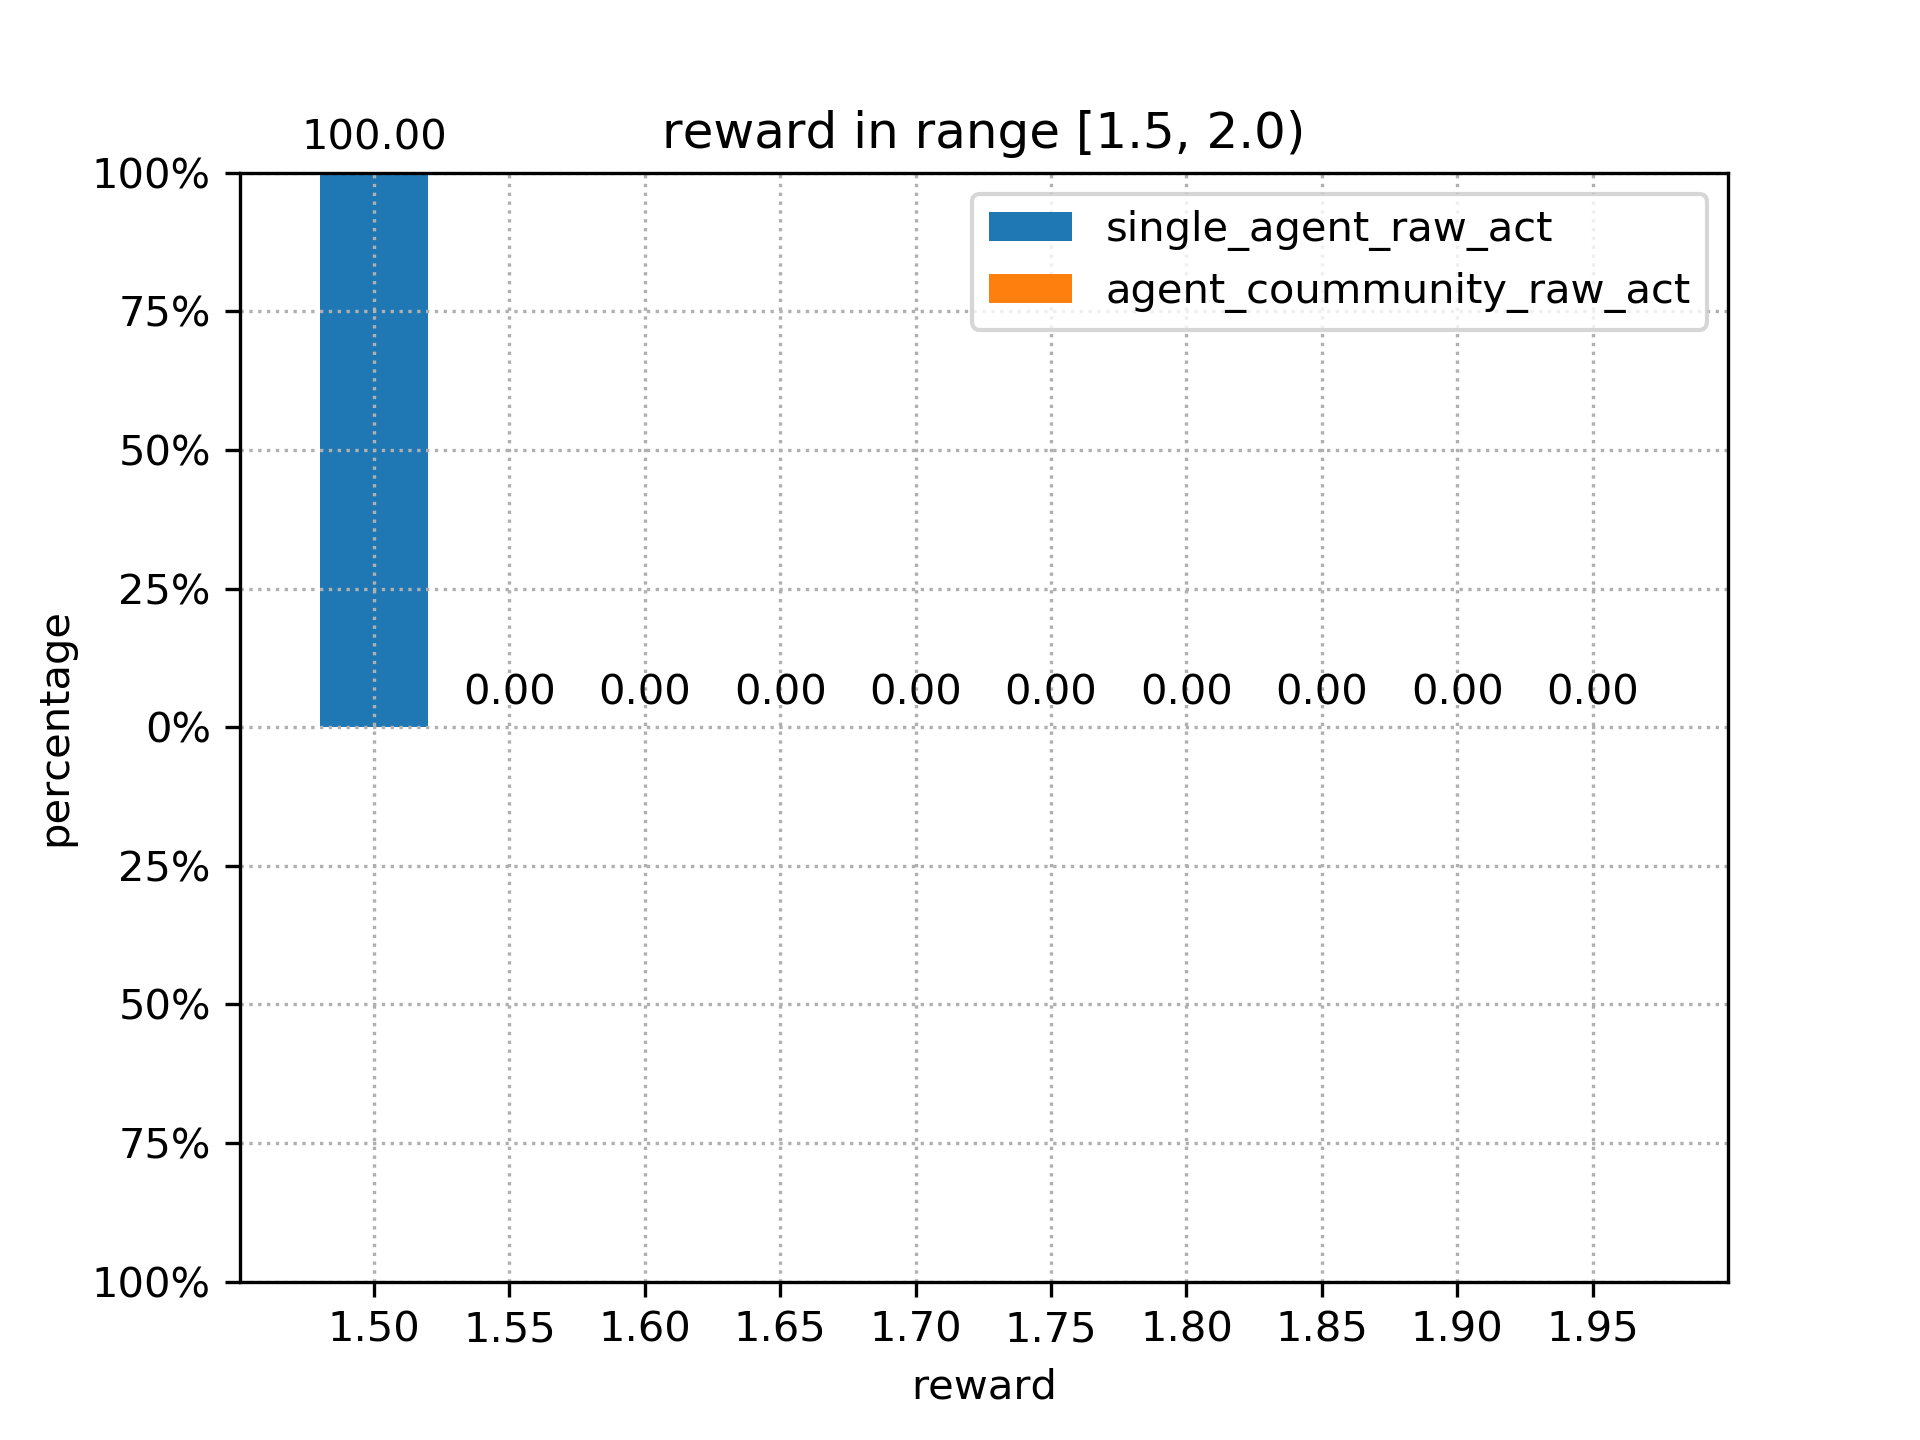 100.00
reward in range [1.5, 2.0)
100%
75%
50%
25%
0%
25%
50%
75%
100%
percentage
single_agent_raw_act
agent_coummunity_raw_act
0.00 0.00 0.00 0.00 0.00 0.00 0.00 0.00 0.00
1.50 1.55 1.60 1.65 1.70 1.75 1.80 1.85 1.90 1.95
reward